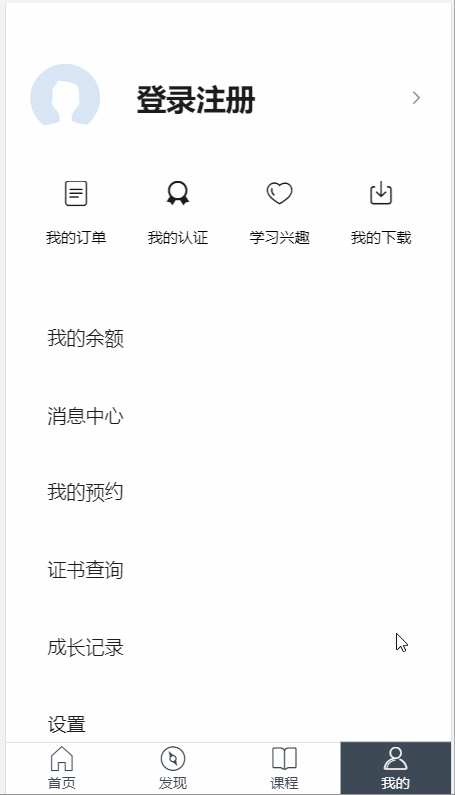 登录注册
我的订单 我的认证 学习兴趣 我的下载
我的余额
消息中心
我的预约
证书查询
成长记录
设置
首页 发现 课程 我的